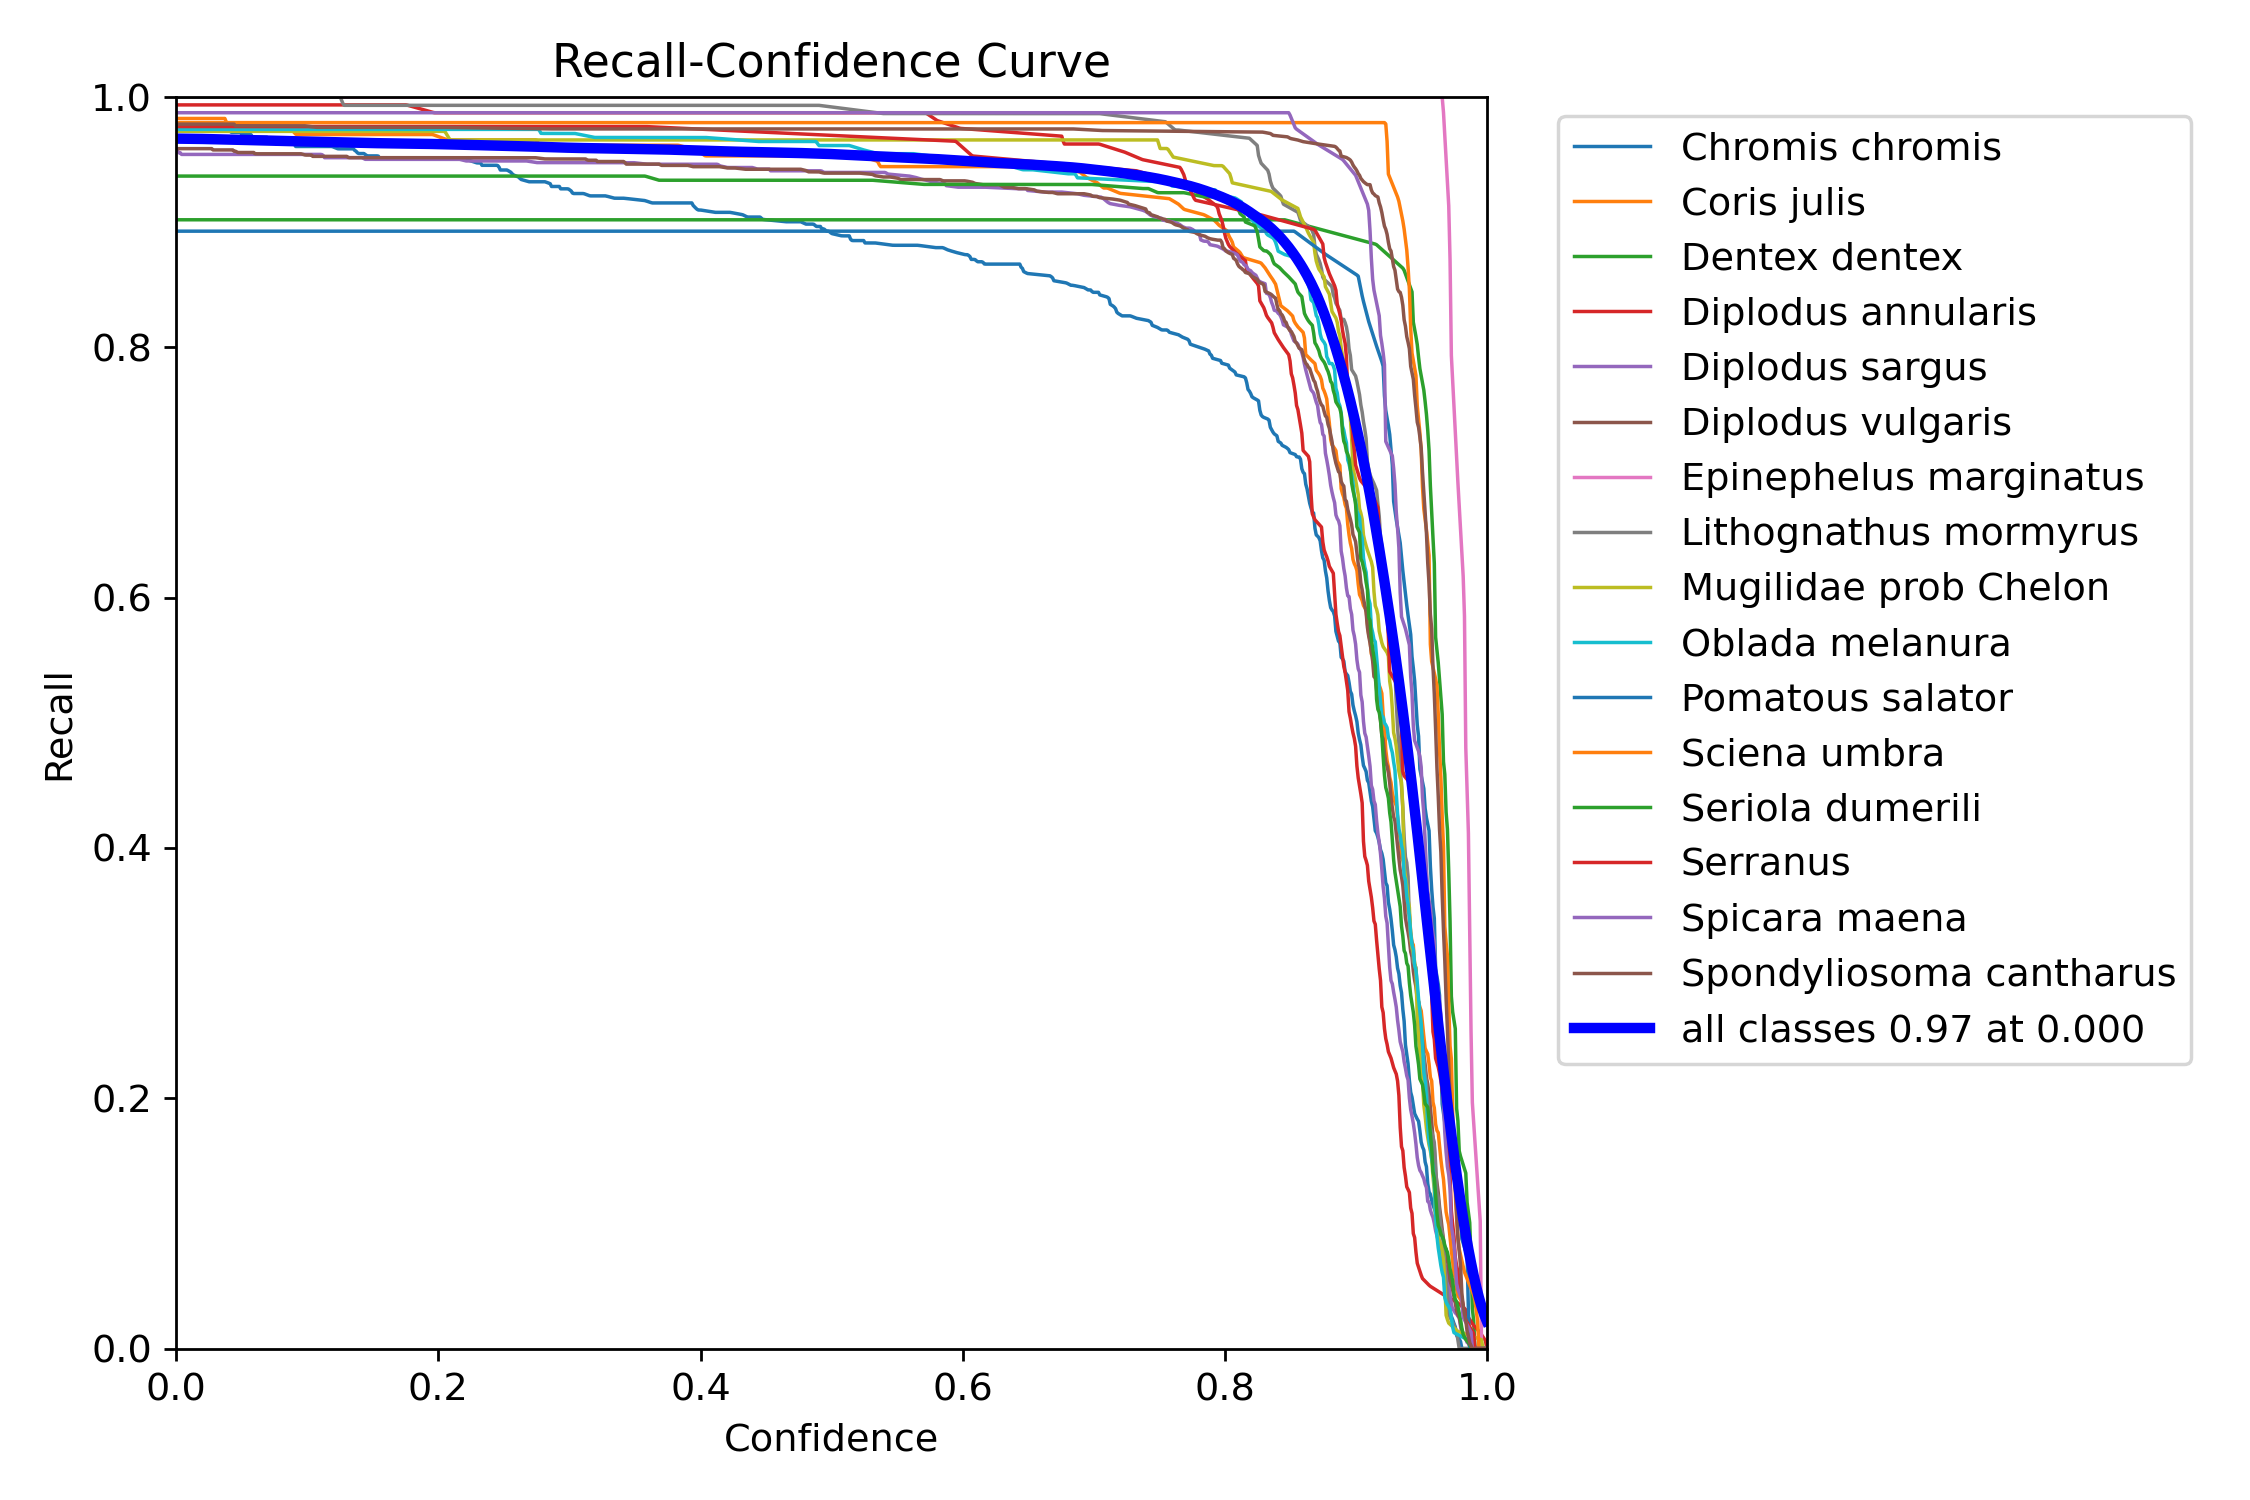 Recall-Confidence Curve
1.0
0.8
0.6
0.4
0.2
0.0
Recall
0.0 0.2 0.4 0.6 0.8 1.0
Confidence
Chromis chromis
Coris julis
Dentex dentex
Diplodus annularis
Diplodus sargus
Diplodus vulgaris
Epinephelus marginatus
Lithognathus mormyrus
Mugilidae prob Chelon
Oblada melanura
Pomatous salator
Sciena umbra
Seriola dumerili
Serranus
Spicara maena
Spondyliosoma cantharus
all classes 0.97 at 0.000